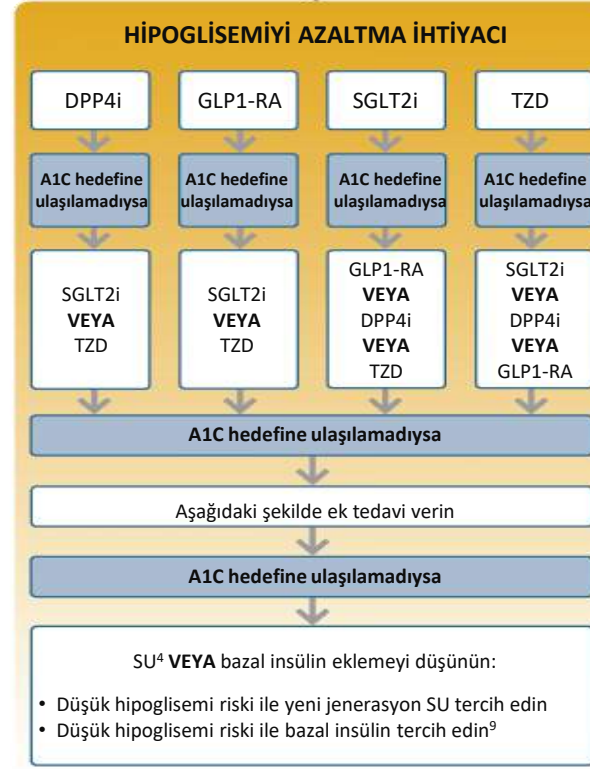 HİPOGLİSEMİYİ AZALTMA İHTİYACI
DPP4i
GLP1-RA
SGLT2i
TZD
A1C hedefine
ulaşılamadıysa
A1C hedefine
ulaşılamadıysa
A1C hedefine
ulaşılamadıysa
A1C hedefine
ulaşılamadıysa
SGLT2i
VEYA
TZD
SGLT2i
VEYA
TZD
GLP1-RA
VEYA
DPP4i
VEYA
TZD
SGLT2i
VEYA
DPP4i
VEYA
GLP1-RA
A1C hedefine ulaşılamadıysa
Aşağıdaki şekilde ek tedavi verin
A1C hedefine ulaşılamadıysa
SU⁴ VEYA bazal insülin eklemeyi düşünün:
• Düşük hipoglisemi riski ile yeni jenerasyon SU tercih edin
• Düşük hipoglisemi riski ile bazal insülin tercih edin⁹